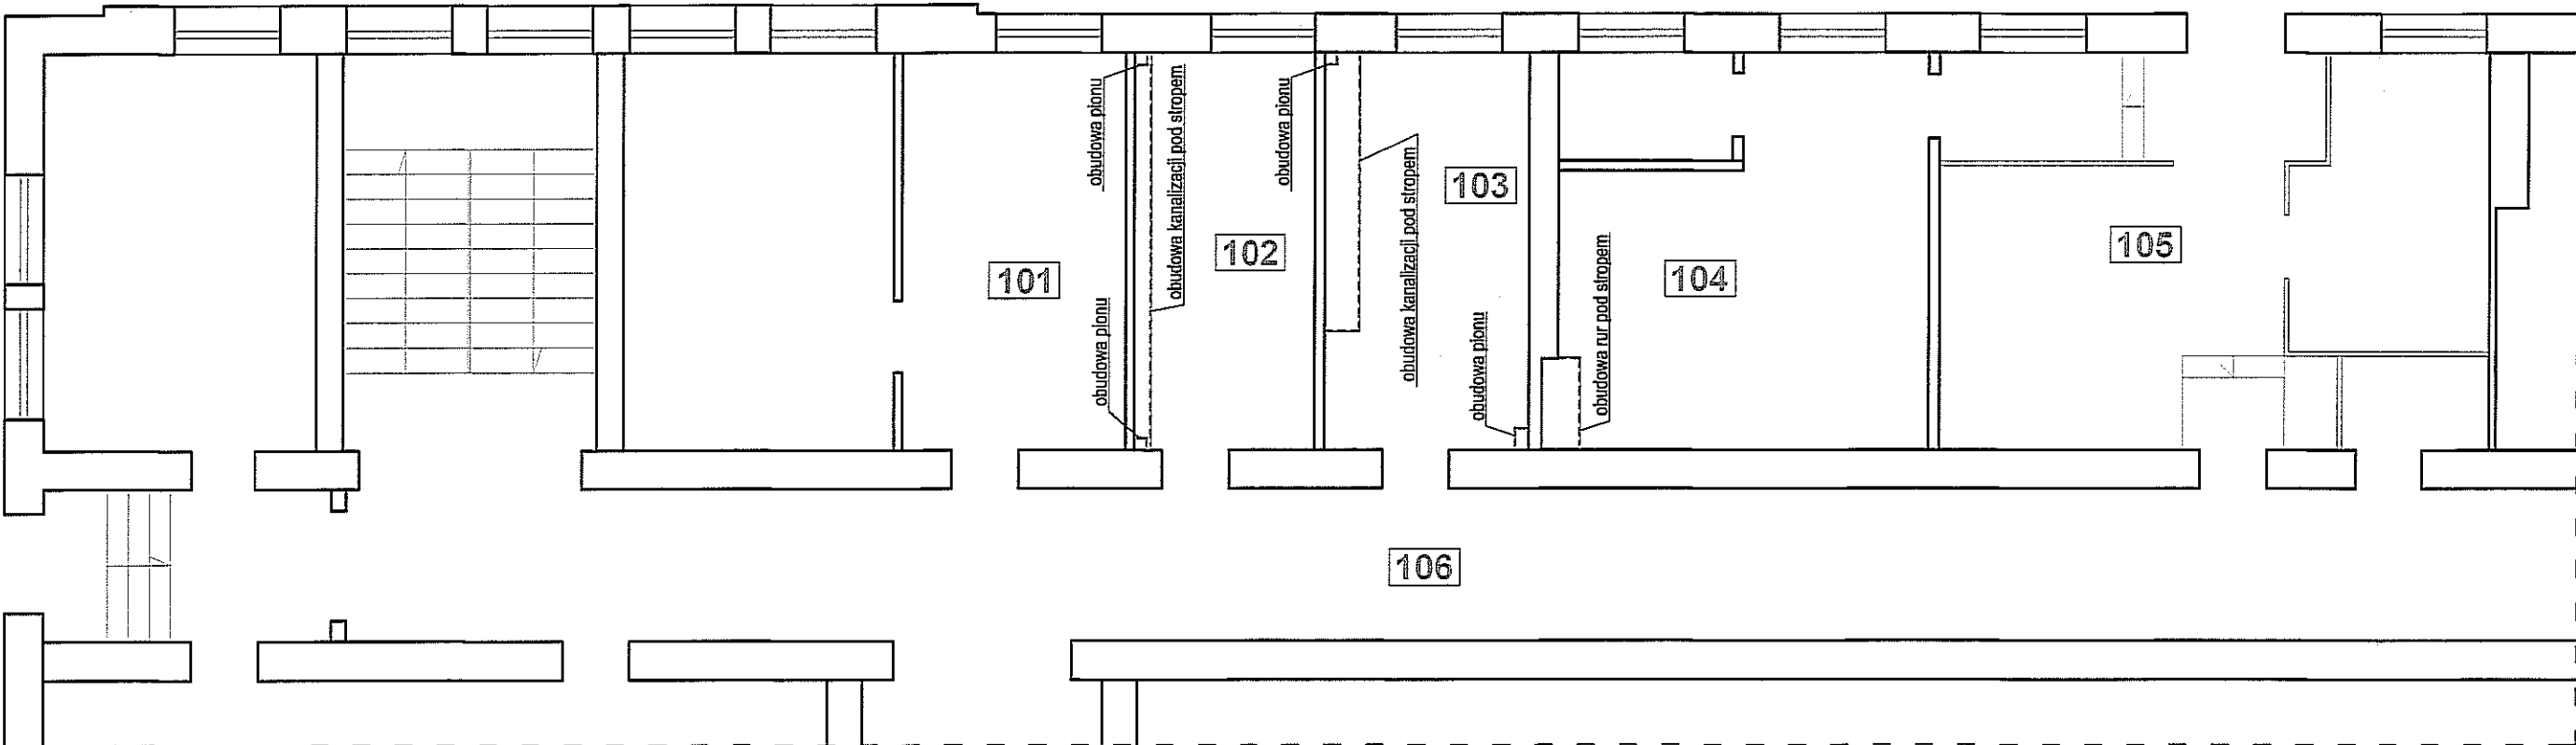 obudowa pionu
obudowa kanalizacji pod stropem
obudowa pionu
103
obudowa kanalizacji pod stropem
102
105
101
104
obudowa rur pod stropem
obudowa pionu
obudowa pionu
106